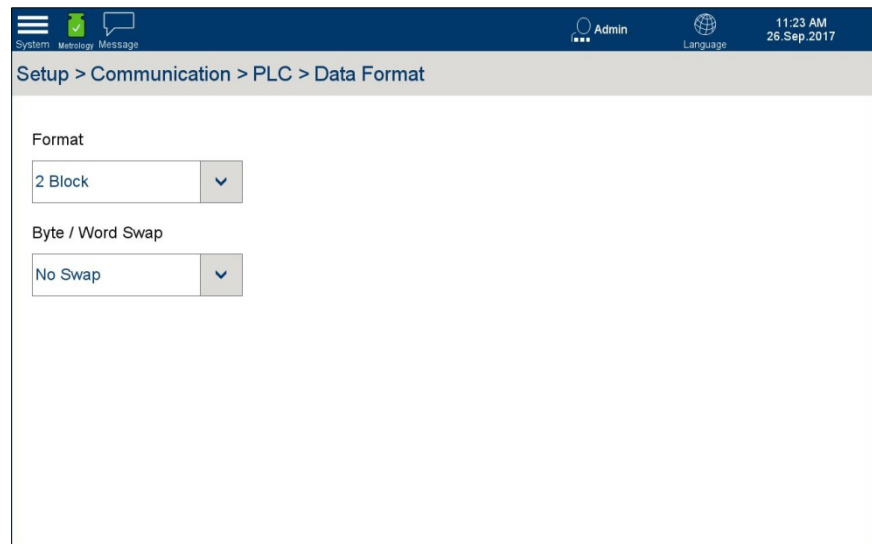 System Metrology Message
Admin
Language
11:23 AM
26.Sep.2017
Setup > Communication > PLC > Data Format
Format
2 Block
Byte / Word Swap
No Swap